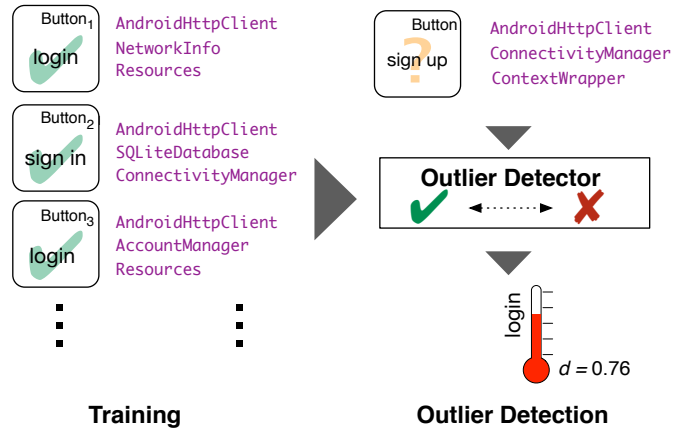 Button1
login
AndroidHttpClient
NetworkInfo
Resources
Button2
sign in
AndroidHttpClient
SQLiteDatabase
ConnectivityManager
Button3
login
AndroidHttpClient
AccountManager
Resources
Training
Button
?
sign up
AndroidHttpClient
ConnectivityManager
ContextWrapper
Outlier Detector
login
d = 0.76
Outlier Detection